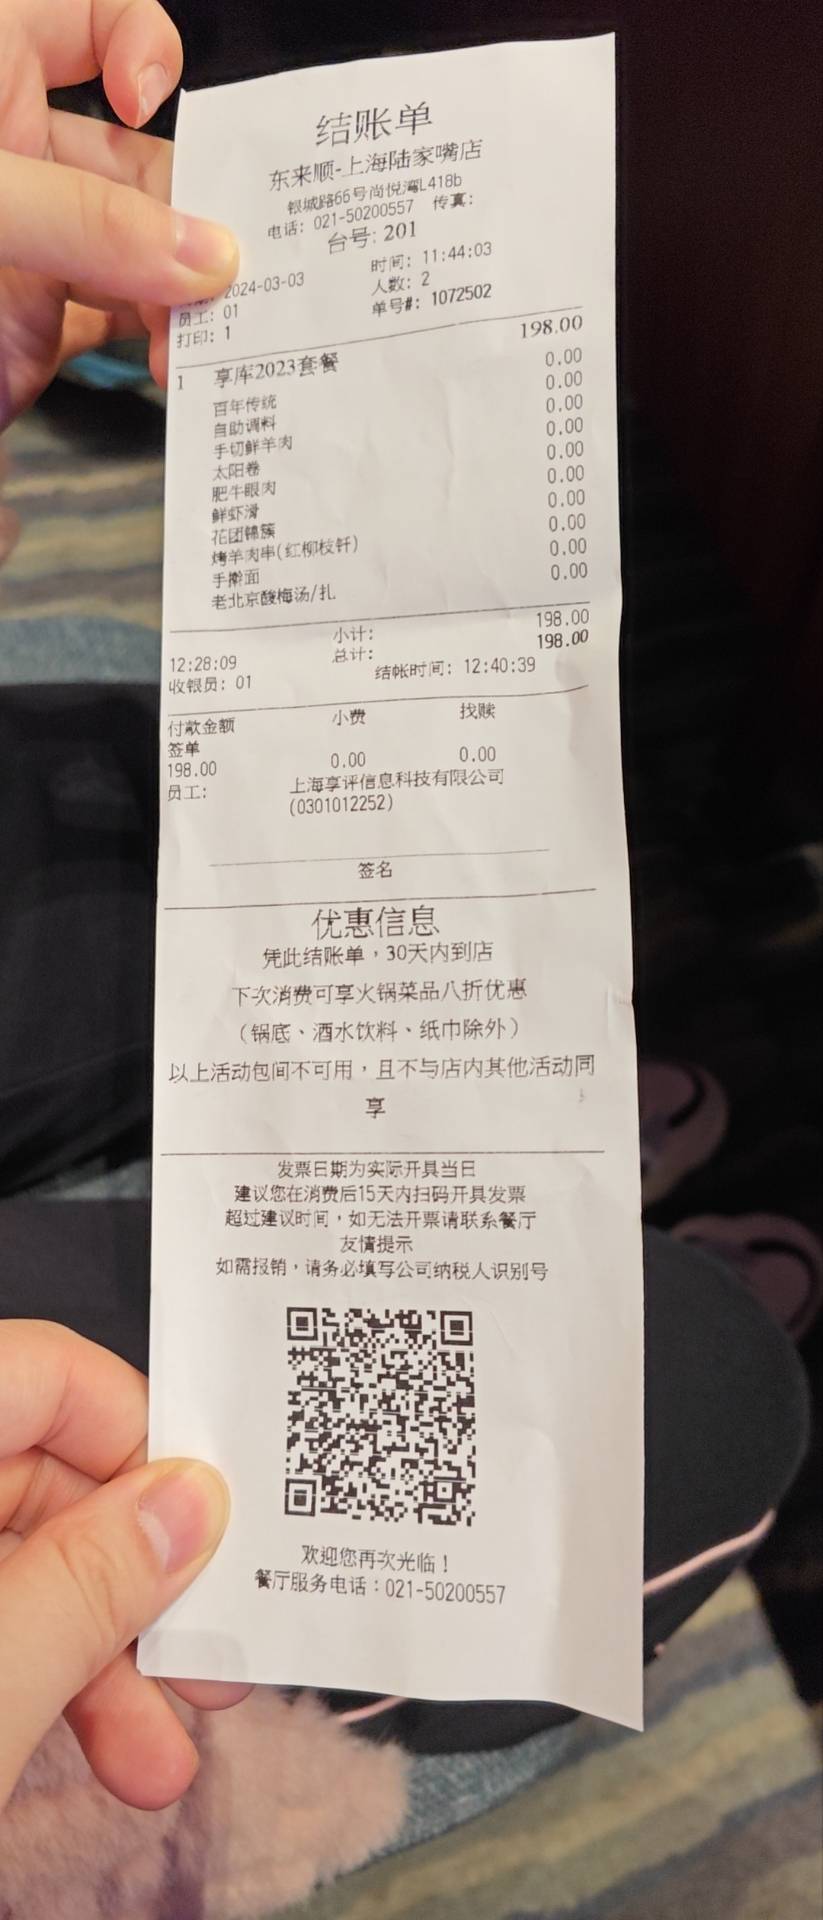 结账单
东来顺-上海陆家嘴店
银城路66号尚悦湾L418b
电话: 021-50200557 传真:
台号: 201
2024-03-03 时间: 11:44:03
员工: 01 人数: 2
打印: 1 单号#: 1072502
1 享库2023套餐 198.00
百年传统 0.00
自助调料 0.00
手切鲜羊肉 0.00
太阳卷 0.00
肥牛眼肉 0.00
鲜虾滑 0.00
花团锦簇 0.00
烤羊肉串(红柳枝钎) 0.00
手擀面 0.00
老北京酸梅汤/扎 0.00
小计: 198.00
12:28:09 总计: 198.00
收银员: 01 结帐时间: 12:40:39
付款金额 小费 找赎
签单
198.00 0.00 0.00
员工: 上海享评信息科技有限公司
(0301012252)
签名
优惠信息
凭此结账单，30天内到店
下次消费可享火锅菜品八折优惠
（锅底、酒水饮料、纸巾除外）
以上活动包间不可用，且不与店内其他活动同
享
发票日期为实际开具当日
建议您在消费后15天内扫码开具发票
超过建议时间，如无法开票请联系餐厅
友情提示
如需报销，请务必填写公司纳税人识别号
欢迎您再次光临！
餐厅服务电话：021-50200557